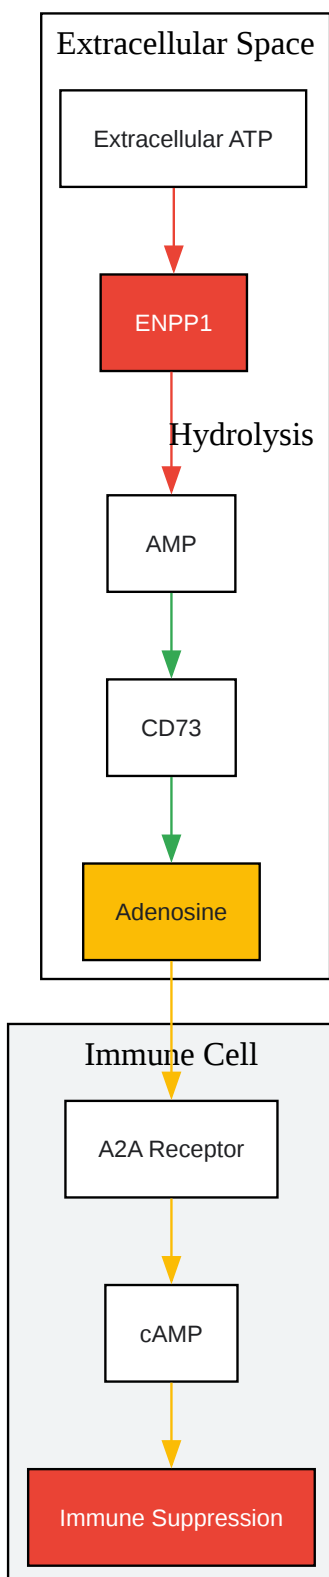 Extracellular Space
Extracellular ATP
ENPP1
Hydrolysis
AMP
CD73
Adenosine
Immune Cell
A2A Receptor
cAMP
Immune Suppression